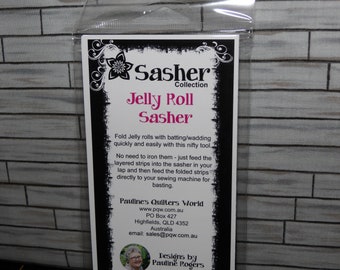 Sasher
Collection
Jelly Roll
Sasher
Fold Jelly rolls with batting/wadding
quickly and easily with this nifty tool.
No need to iron them - just feed the
layered strips into the sasher in your
lap and then feed the folded strips
directly to your sewing machine for
basting.
Paulines Quilters World
www.pqw.com.au
PO Box 427
Highfields, QLD 4352
Australia
email: sales@pqw.com.au
Designs by
Pauline Rogers